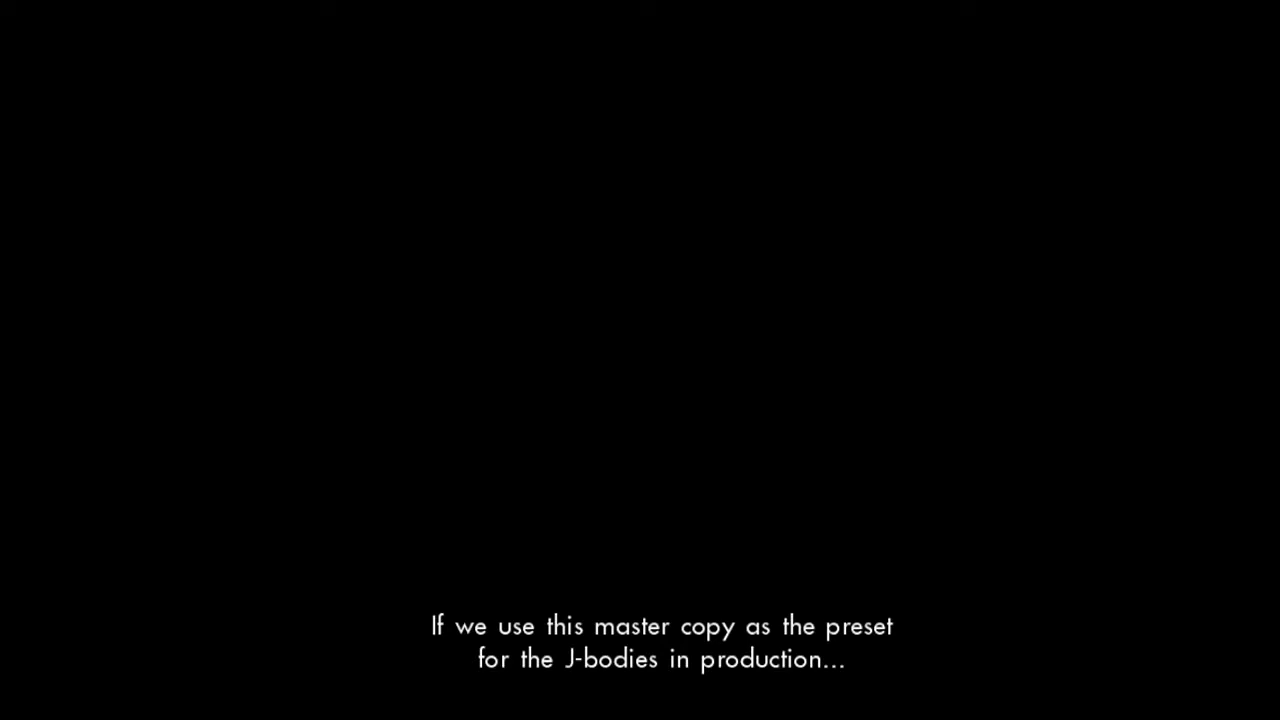 If we use this master copy as the preset
for the J-bodies in production...